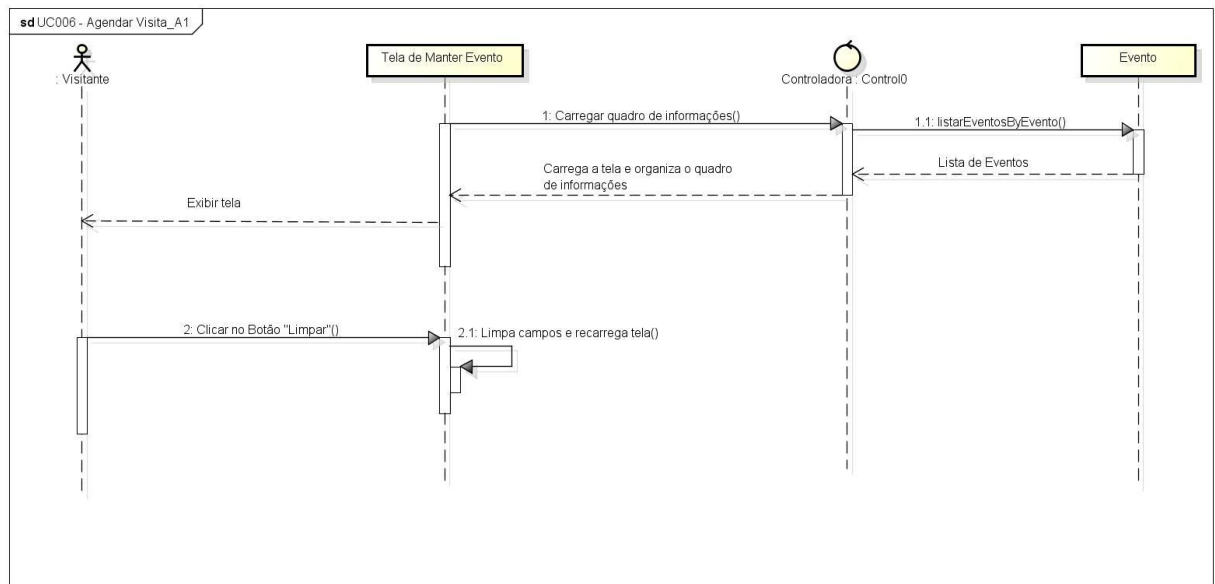 sd UC006 - Agendar Visita_A1
: Visitante
Tela de Manter Evento
Controladora : Control0
Evento
1: Carregar quadro de informações()
1.1: listarEventosByEvento()
Lista de Eventos
Carrega a tela e organiza o quadro
de informações
Exibir tela
2: Clicar no Botão "Limpar"()
2.1: Limpa campos e recarrega tela()